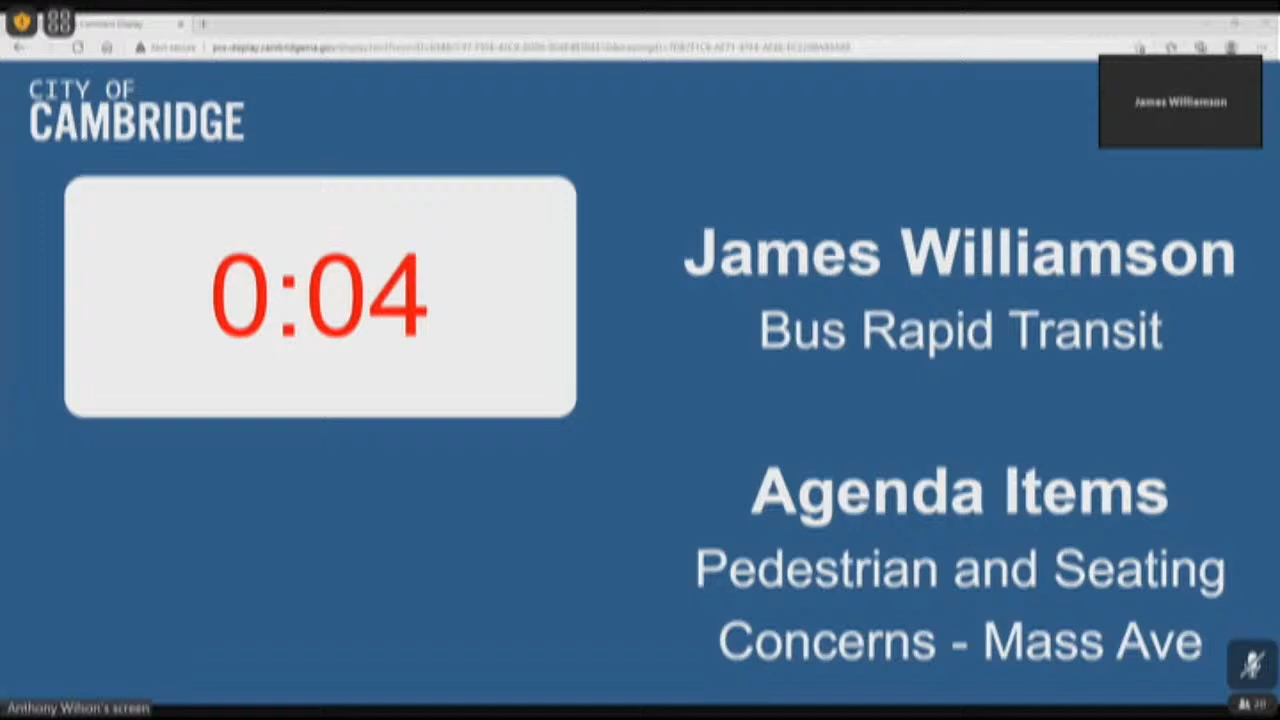 CITY OF
CAMBRIDGE
James Williamson
0:04
James Williamson
Bus Rapid Transit
Agenda Items
Pedestrian and Seating
Concerns - Mass Ave
Anthony Wilson's screen